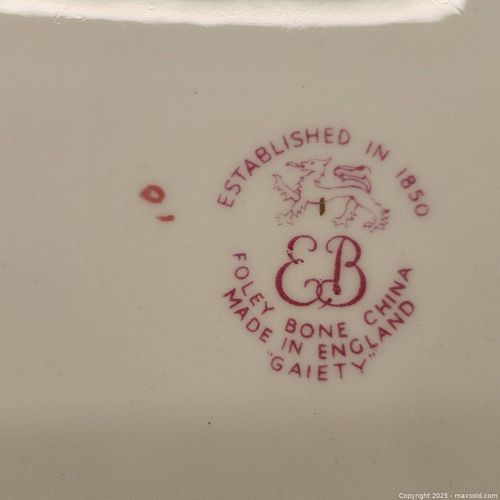 ESTABLISHED IN 1850
EB
FOLEY BONE CHINA
MADE IN ENGLAND
"GAIETY"
Copyright © 2025 - maxsold.com